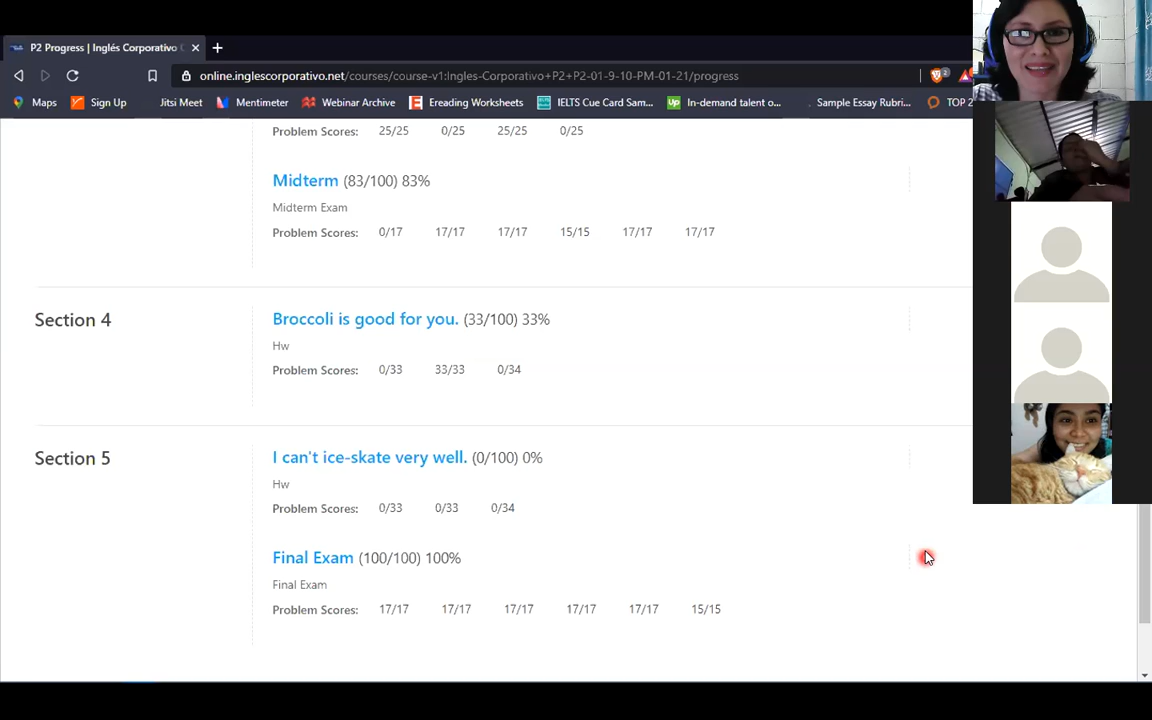 P2 Progress | Inglés Corporativo
online.inglescorporativo.net/courses/course-v1:Ingles-Corporativo+P2+P2-01-9-10-PM-01-21/progress
2
Maps Sign Up Jitsi Meet Mentimeter Webinar Archive Ereading Worksheets IELTS Cue Card Sam... In-demand talent o... Sample Essay Rubri... TOP 2
Problem Scores: 25/25 0/25 25/25 0/25
Midterm (83/100) 83%
Midterm Exam
Problem Scores: 0/17 17/17 17/17 15/15 17/17 17/17
Section 4
Broccoli is good for you. (33/100) 33%
Hw
Problem Scores: 0/33 33/33 0/34
Section 5
I can't ice-skate very well. (0/100) 0%
Hw
Problem Scores: 0/33 0/33 0/34
Final Exam (100/100) 100%
Final Exam
Problem Scores: 17/17 17/17 17/17 17/17 17/17 15/15